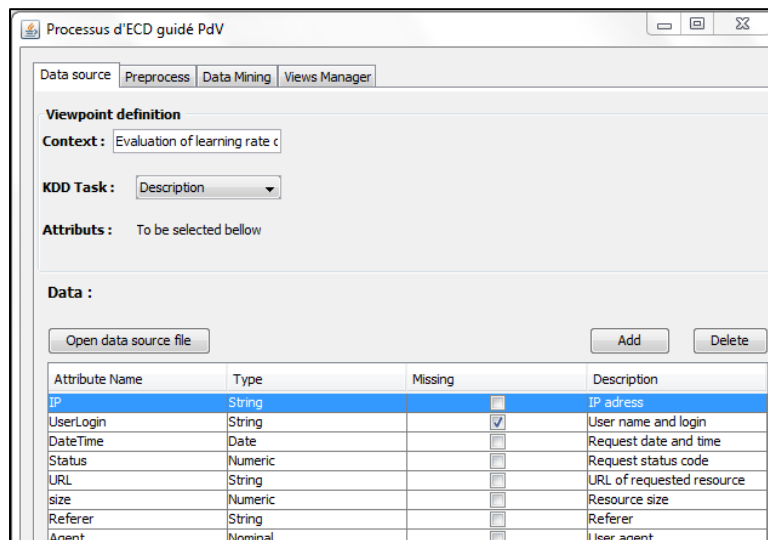 Processus d'ECD guidé PdV
Data source Preprocess Data Mining Views Manager
Viewpoint definition
Context : Evaluation of learning rate c
KDD Task : Description
Attributs : To be selected bellow
Data :
Open data source file Add Delete
Attribute Name Type Missing Description
IP String IP adress
UserLogin String User name and login
DateTime Date Request date and time
Status Numeric Request status code
URL String URL of requested resource
size Numeric Resource size
Referer String Referer
Agent Nominal User agent